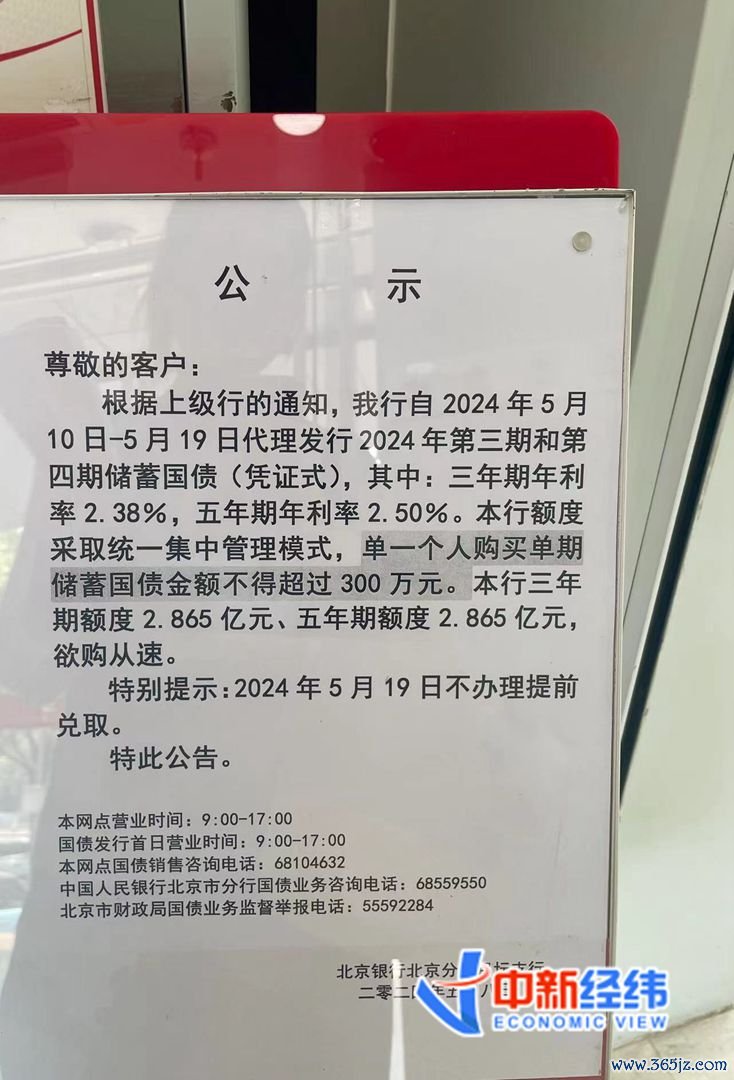 公 示
尊敬的客户：
根据上级行的通知，我行自 2024 年 5 月
10 日-5 月 19 日代理发行 2024 年第三期和第
四期储蓄国债（凭证式），其中：三年期年利
率 2.38%，五年期年利率 2.50%。本行额度
采取统一集中管理模式，单一个人购买单期
储蓄国债金额不得超过 300 万元。本行三年
期额度 2.865 亿元、五年期额度 2.865 亿元，
欲购从速。
特别提示：2024 年 5 月 19 日不办理提前
兑取。
特此公告。
本网点营业时间：9:00-17:00
国债发行首日营业时间：9:00-17:00
本网点国债销售咨询电话：68104632
中国人民银行北京市分行国债业务咨询电话：68559550
北京市财政局国债业务监督举报电话：55592284
北京银行北京分 支行
二零二 年五 八
中新经纬
ECONOMIC VIEW
www.365jz.com